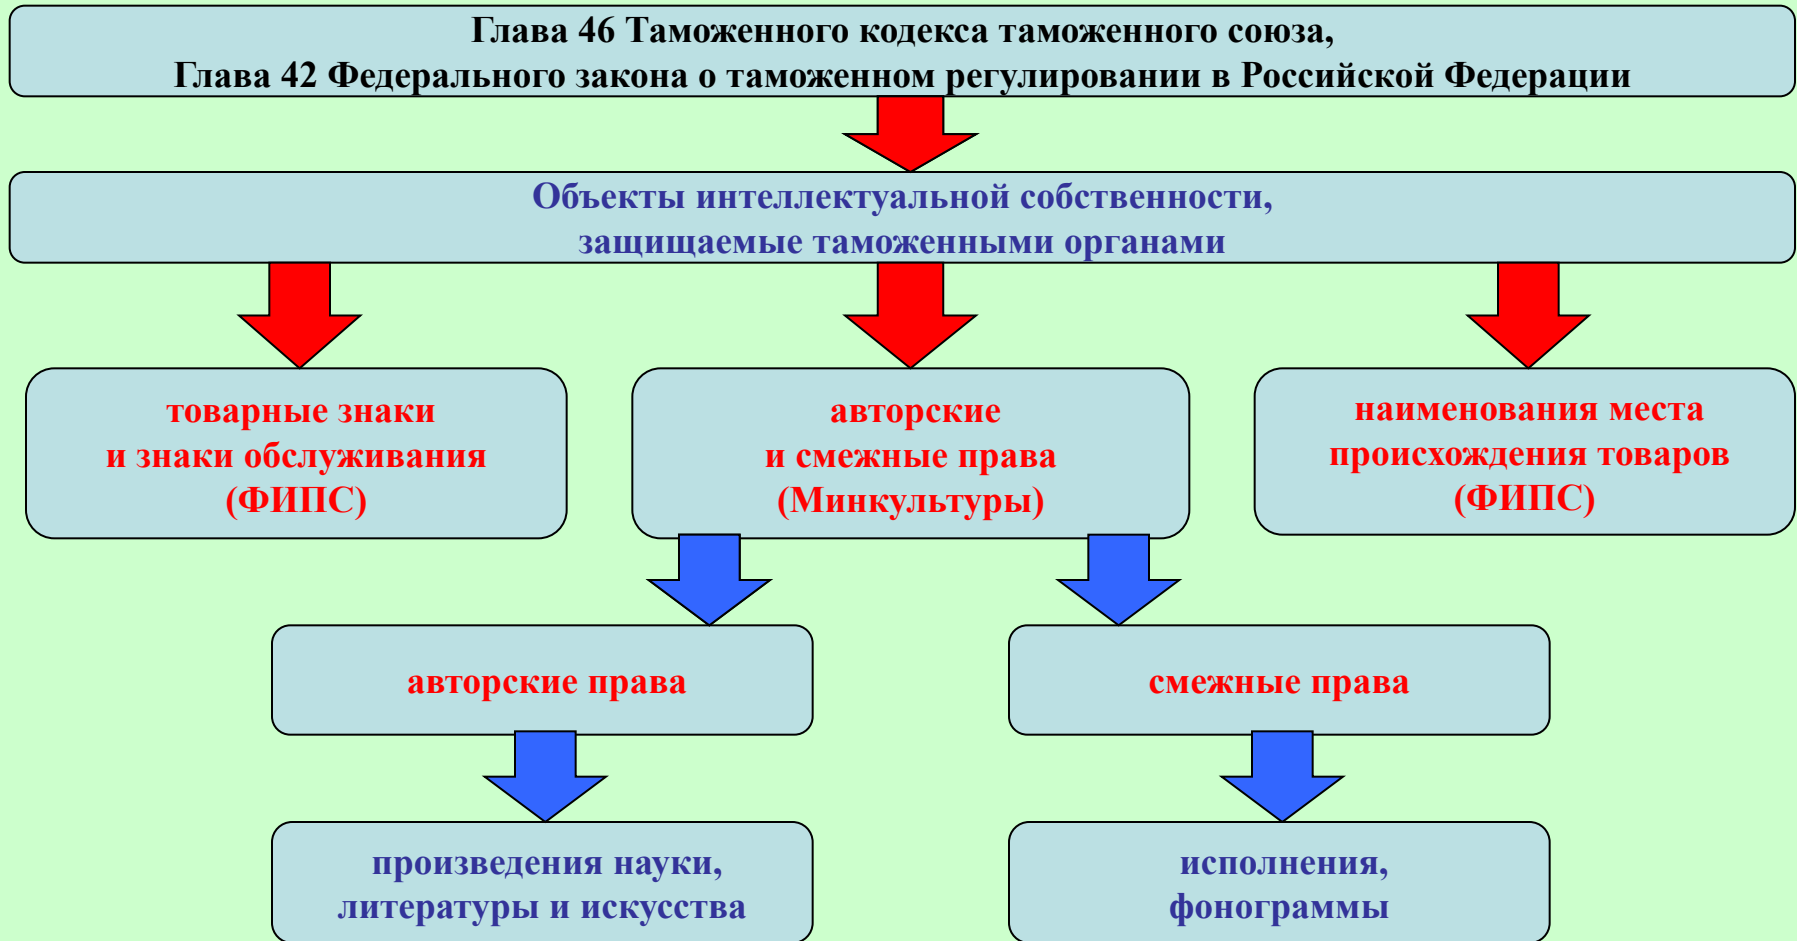 Глава 46 Таможенного кодекса таможенного союза,
Глава 42 Федерального закона о таможенном регулировании в Российской Федерации
Объекты интеллектуальной собственности,
защищаемые таможенными органами
товарные знаки
и знаки обслуживания
(ФИПС)
авторские
и смежные права
(Минкультуры)
наименования места
происхождения товаров
(ФИПС)
авторские права
смежные права
произведения науки,
литературы и искусства
исполнения,
фонограммы